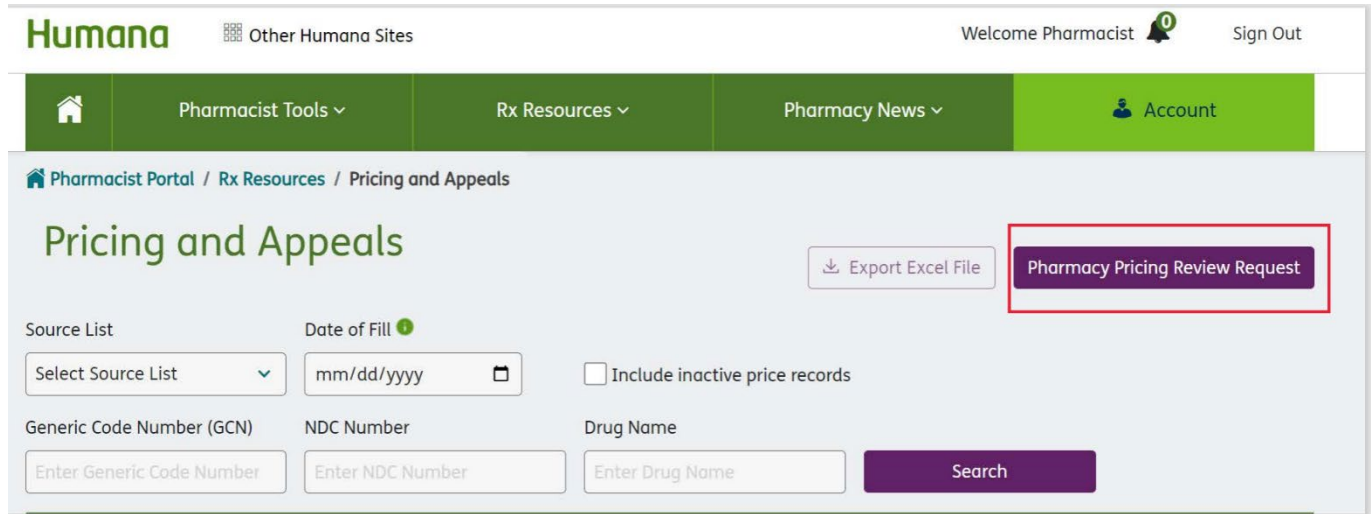 Humana Other Humana Sites Welcome Pharmacist 0 Sign Out
Pharmacist Tools Rx Resources Pharmacy News Account
Pharmacist Portal / Rx Resources / Pricing and Appeals
Pricing and Appeals
Export Excel File Pharmacy Pricing Review Request
Source List Date of Fill
Select Source List mm/dd/yyyy Include inactive price records
Generic Code Number (GCN) NDC Number Drug Name
Enter Generic Code Number Enter NDC Number Enter Drug Name Search